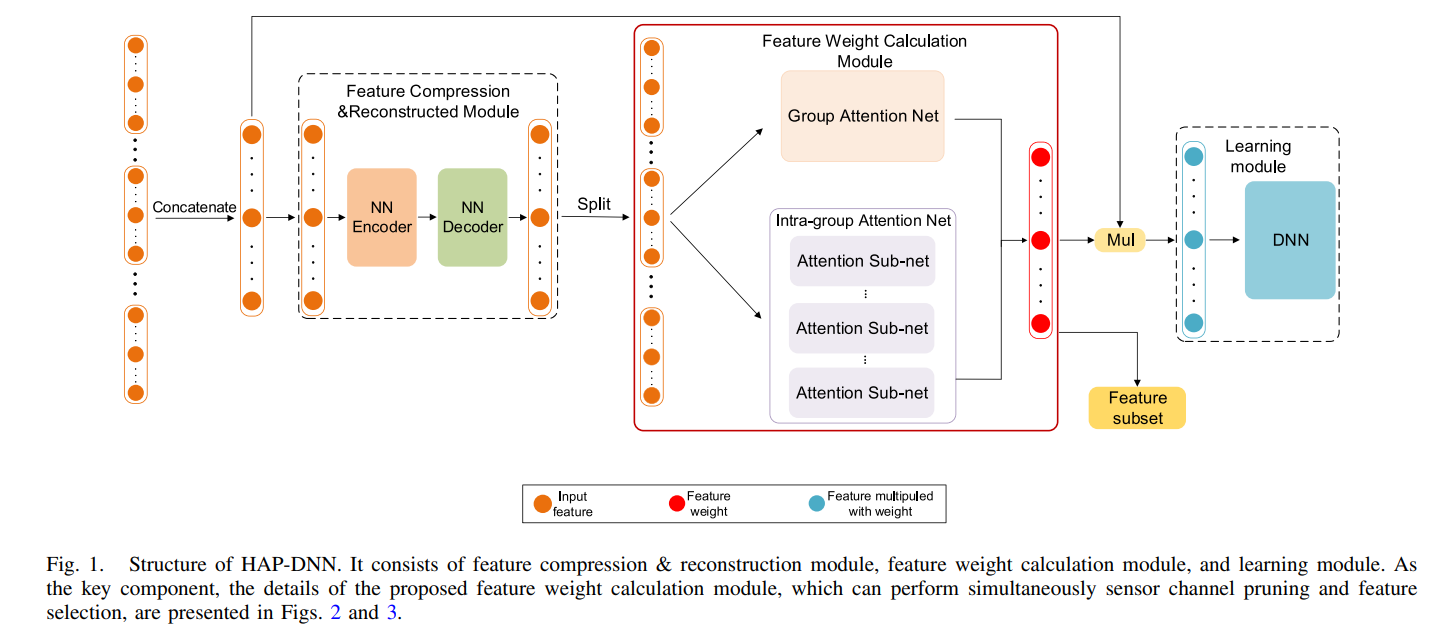 Concatenate
Feature Compression
&Reconstructed Module
NN
Encoder
NN
Decoder
Split
Feature Weight Calculation
Module
Group Attention Net
Intra-group Attention Net
Attention Sub-net
Attention Sub-net
Attention Sub-net
Mul
Learning
module
DNN
Feature
subset
Input
feature
Feature
weight
Feature multipuled
with weight
Fig. 1. Structure of HAP-DNN. It consists of feature compression & reconstruction module, feature weight calculation module, and learning module. As
the key component, the details of the proposed feature weight calculation module, which can perform simultaneously sensor channel pruning and feature
selection, are presented in Figs. 2 and 3.